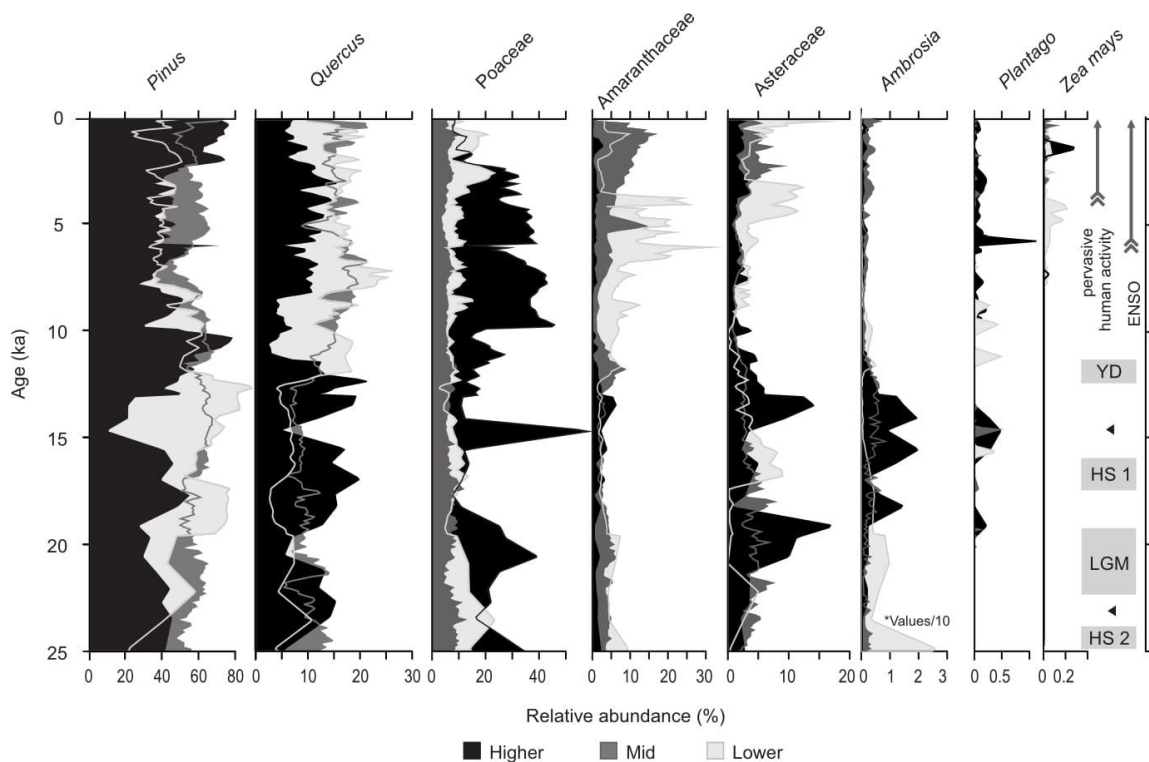 Pinus
Quercus
Poaceae
Amaranthaceae
Asteraceae
Ambrosia
Plantago
Zea mays
Age (ka)
0
5
10
15
20
25
pervasive
human activity
ENSO
YD
HS 1
LGM
HS 2
*Values/10
0 20 40 60 80
0 10 20 30
0 20 40
0 10 20 30
0 10 20
0 1 2 3
0 0.5
0 0.2
Relative abundance (%)
Higher Mid Lower